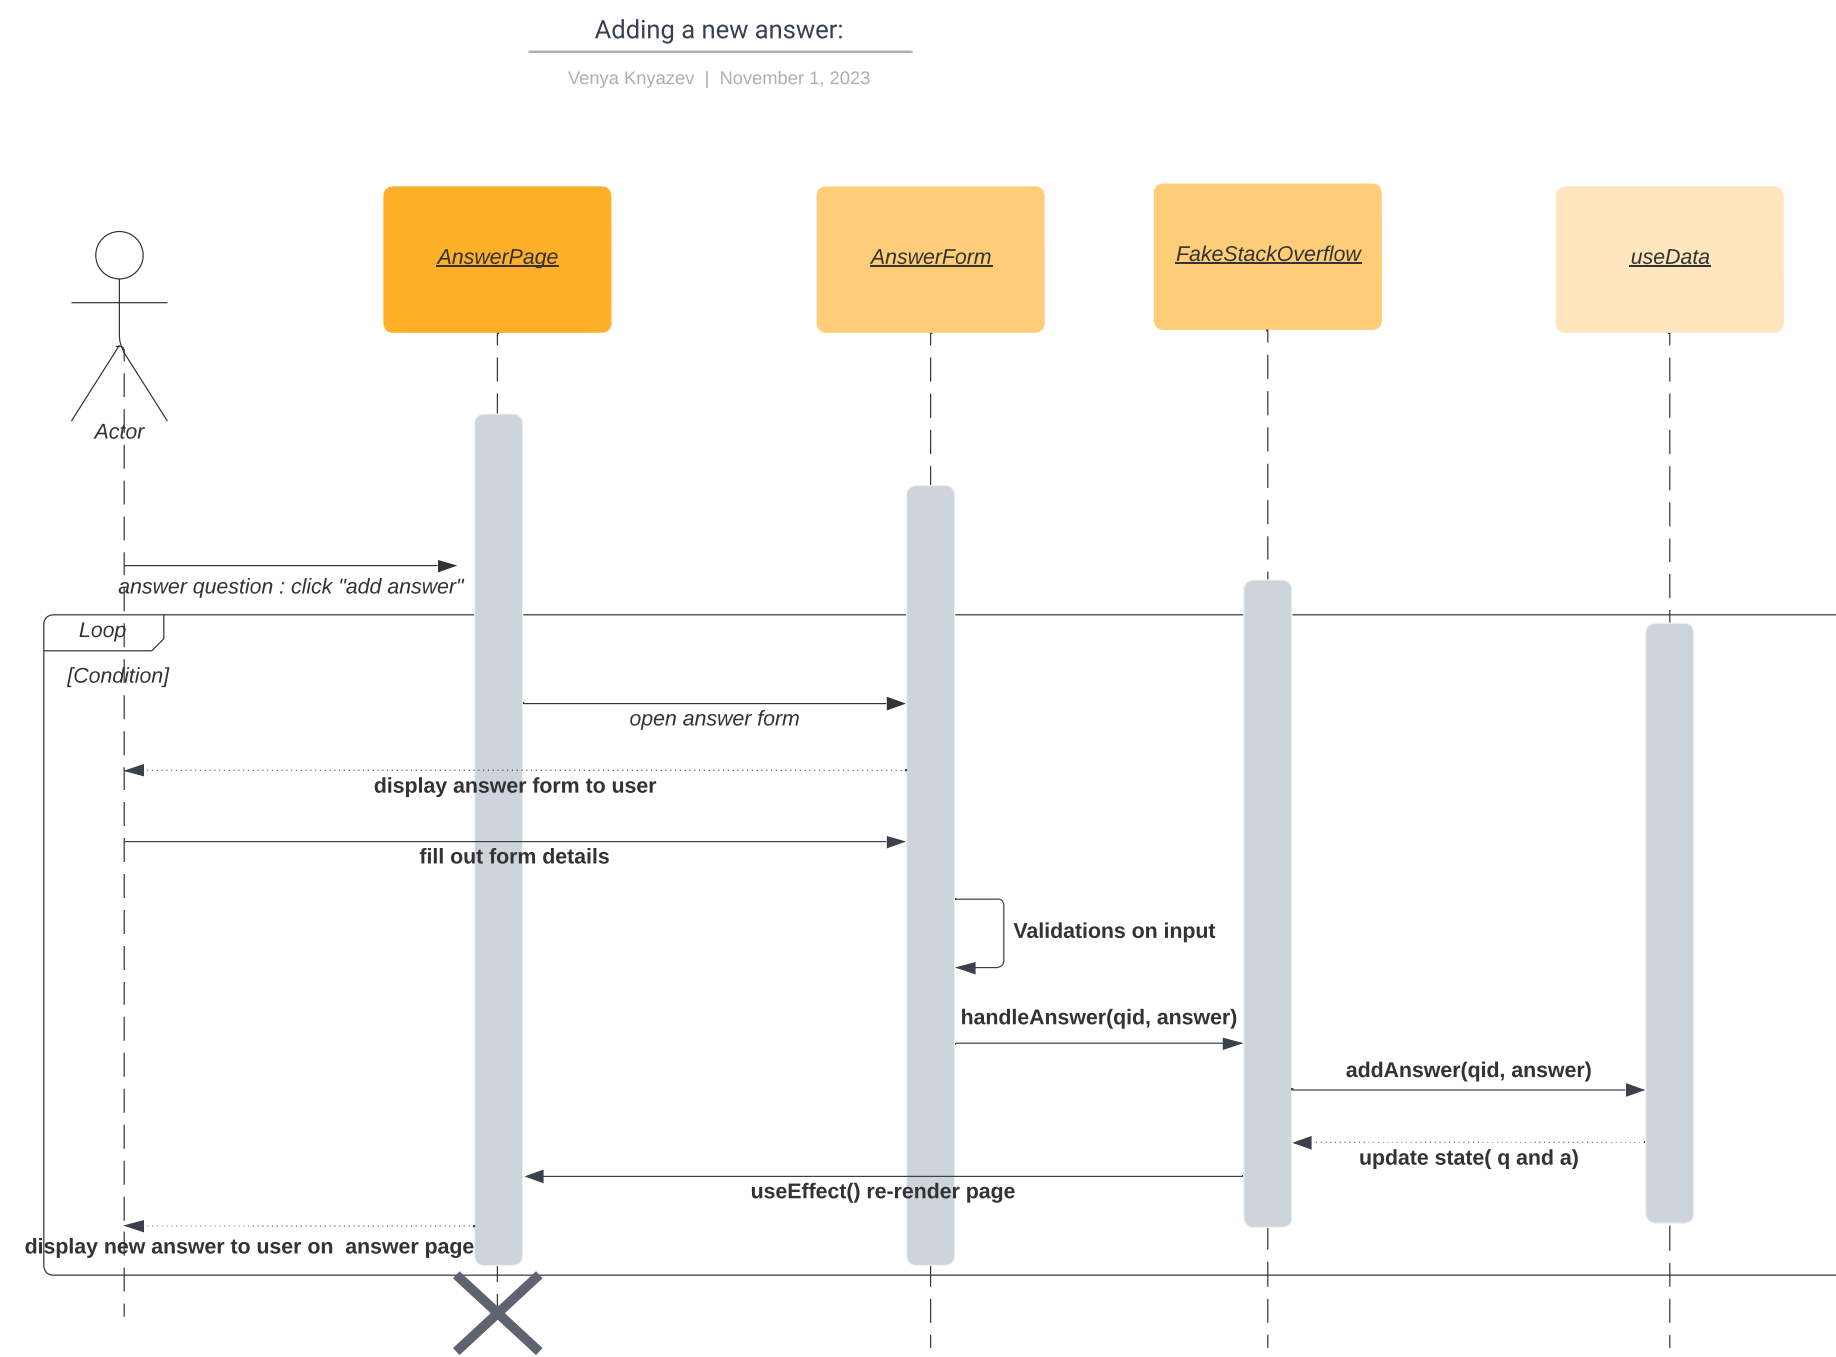 Adding a new answer:
Venya Knyazev | November 1, 2023
AnswerPage
AnswerForm
FakeStackOverflow
useData
Actor
answer question : click "add answer"
Loop
[Condition]
open answer form
display answer form to user
fill out form details
Validations on input
handleAnswer(qid, answer)
addAnswer(qid, answer)
update state( q and a)
useEffect() re-render page
display new answer to user on  answer page